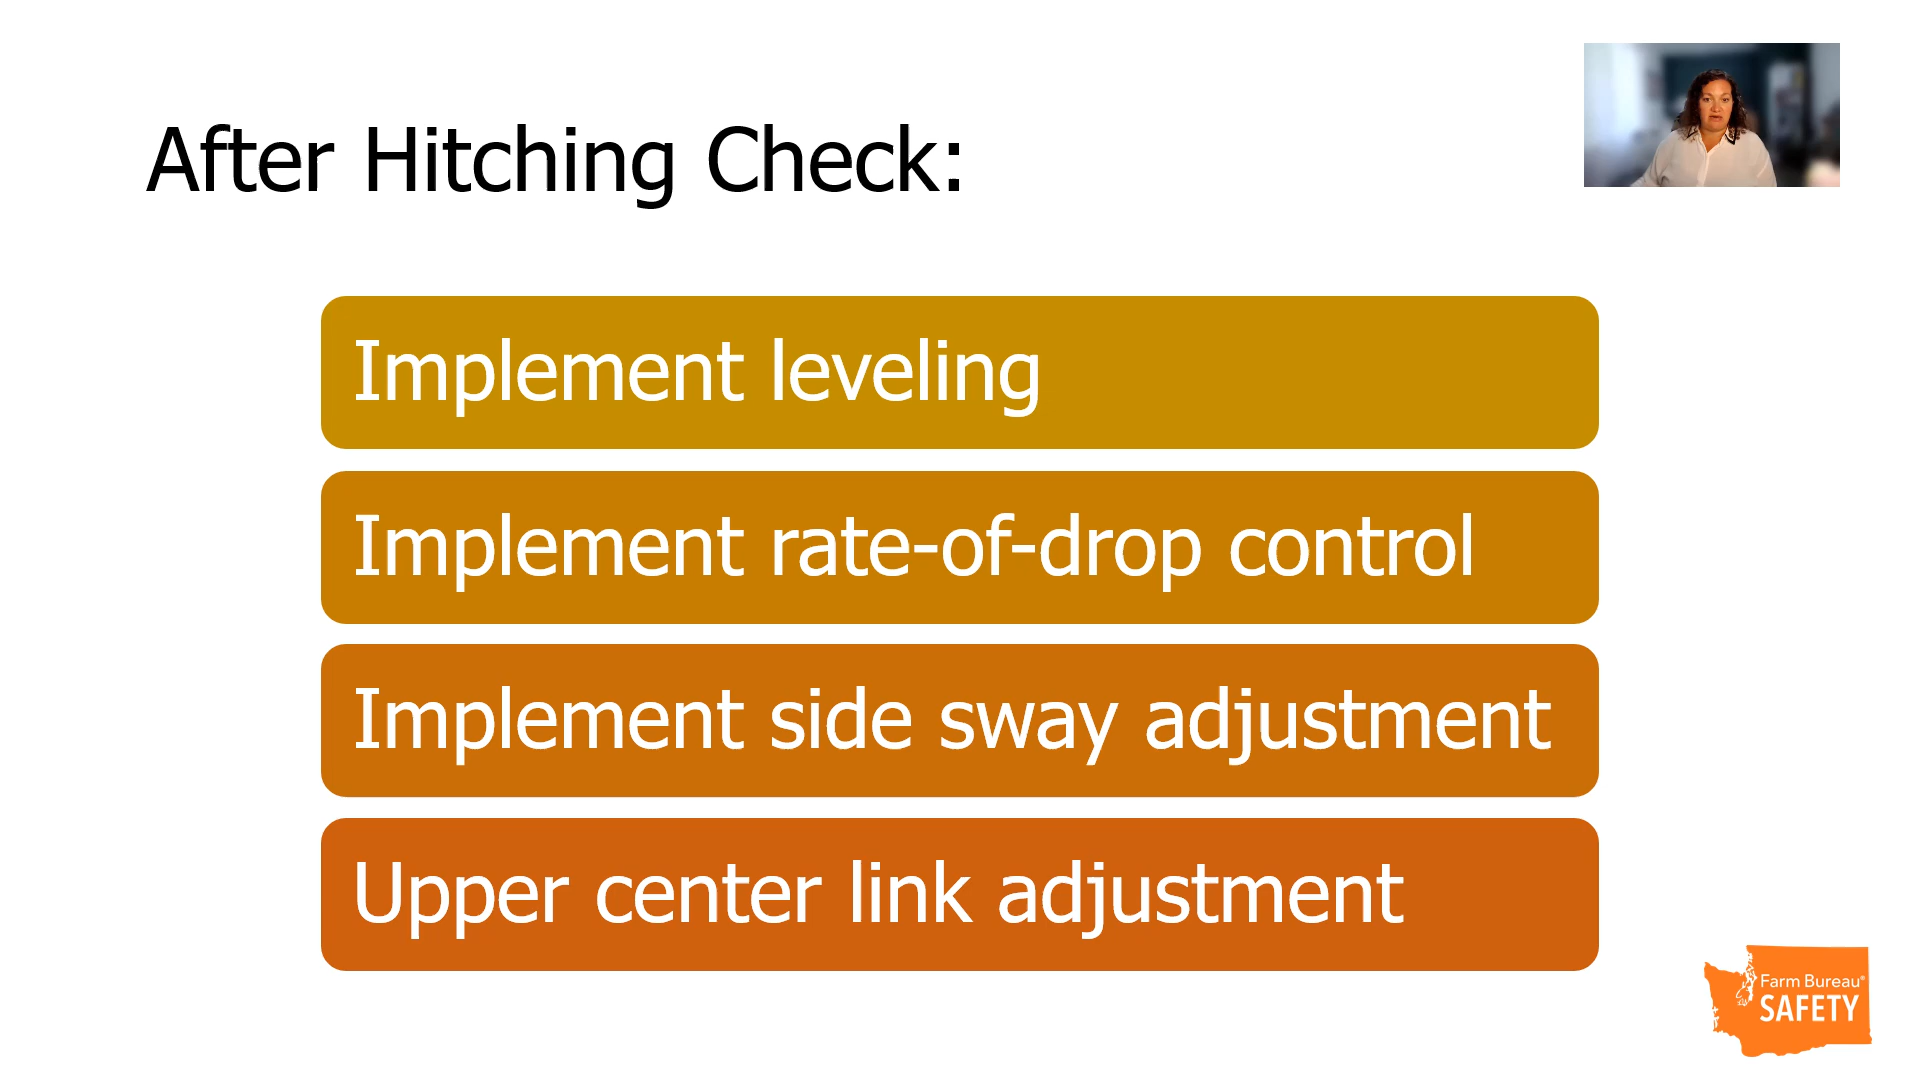 After Hitching Check:
Implement leveling
Implement rate-of-drop control
Implement side sway adjustment
Upper center link adjustment
Farm Bureau®
SAFETY